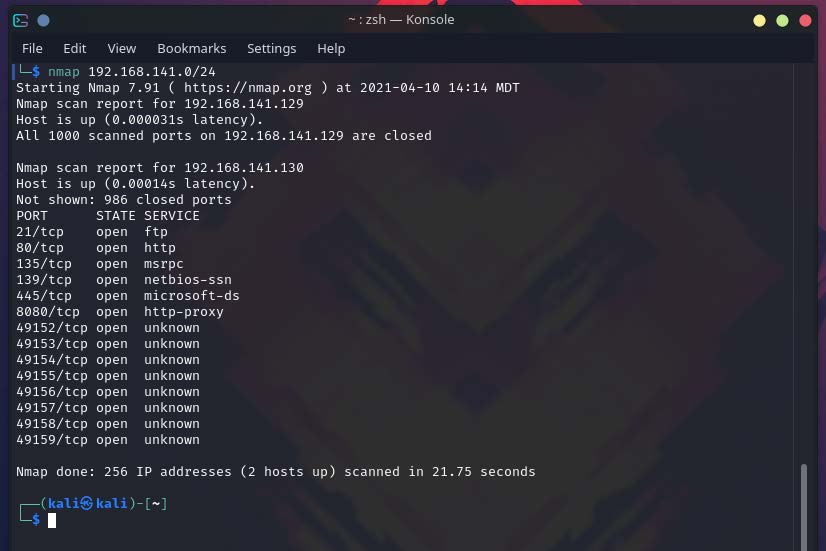 ~ : zsh — Konsole
File Edit View Bookmarks Settings Help
└─$ nmap 192.168.141.0/24
Starting Nmap 7.91 ( https://nmap.org ) at 2021-04-10 14:14 MDT
Nmap scan report for 192.168.141.129
Host is up (0.000031s latency).
All 1000 scanned ports on 192.168.141.129 are closed
Nmap scan report for 192.168.141.130
Host is up (0.00014s latency).
Not shown: 986 closed ports
PORT STATE SERVICE
21/tcp open ftp
80/tcp open http
135/tcp open msrpc
139/tcp open netbios-ssn
445/tcp open microsoft-ds
8080/tcp open http-proxy
49152/tcp open unknown
49153/tcp open unknown
49154/tcp open unknown
49155/tcp open unknown
49156/tcp open unknown
49157/tcp open unknown
49158/tcp open unknown
49159/tcp open unknown
Nmap done: 256 IP addresses (2 hosts up) scanned in 21.75 seconds
┌──(kali㉿kali)-[~]
└─$